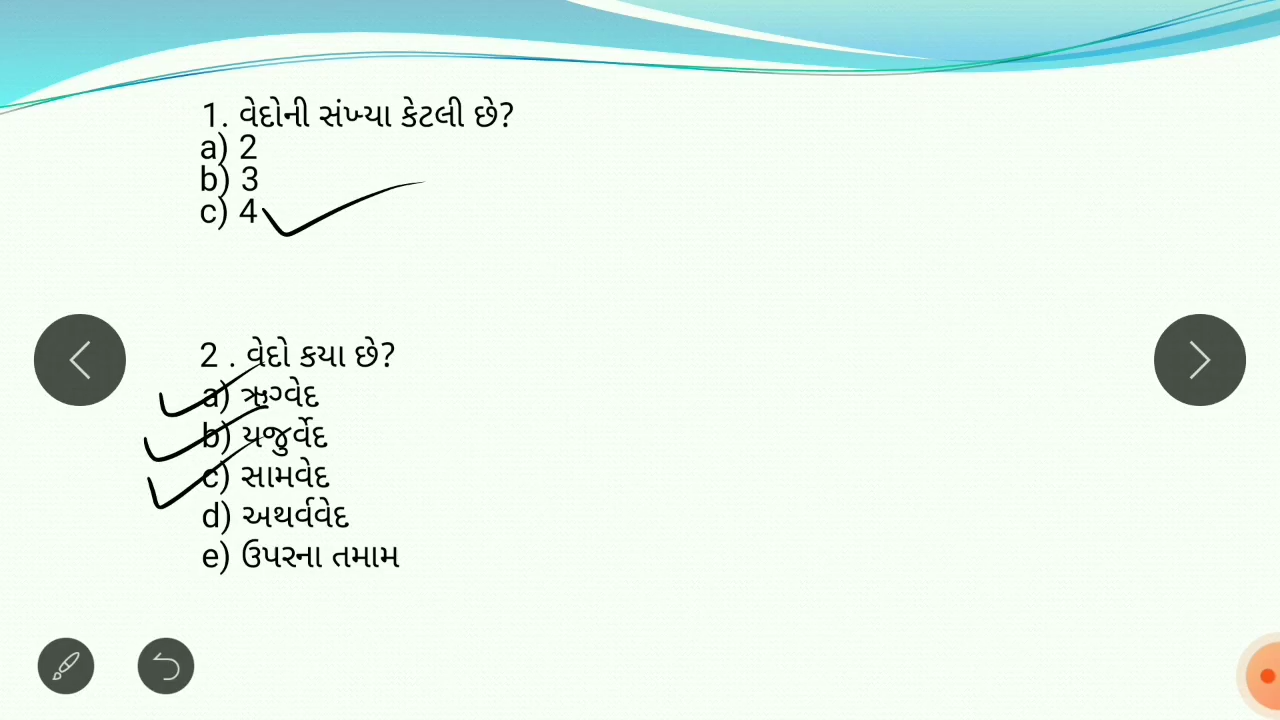 1. વેદોની સંખ્યા કેટલી છે?
a) 2
b) 3
c) 4
2 . વેદો કયા છે?
a) ઋગ્વેદ
b) યજુર્વેદ
c) સામવેદ
d) અથર્વવેદ
e) ઉપરના તમામ